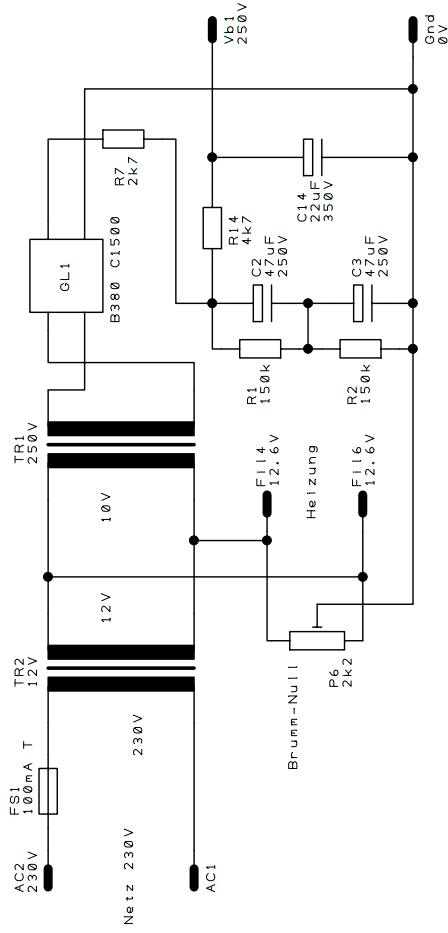 AC2
230V
Netz 230V
AC1
FS1
100mA T
230V
TR2
12V
12V
Brumm-Null
P6
2k2
10V
TR1
250V
Fil4
12.6V
Heizung
Fil6
12.6V
GL1
B380 C1500
R7
2k7
R14
4k7
R1
150k
R2
150k
C2
47uF
250V
C3
47uF
250V
C14
22uF
350V
Vb1
250V
Gnd
0V